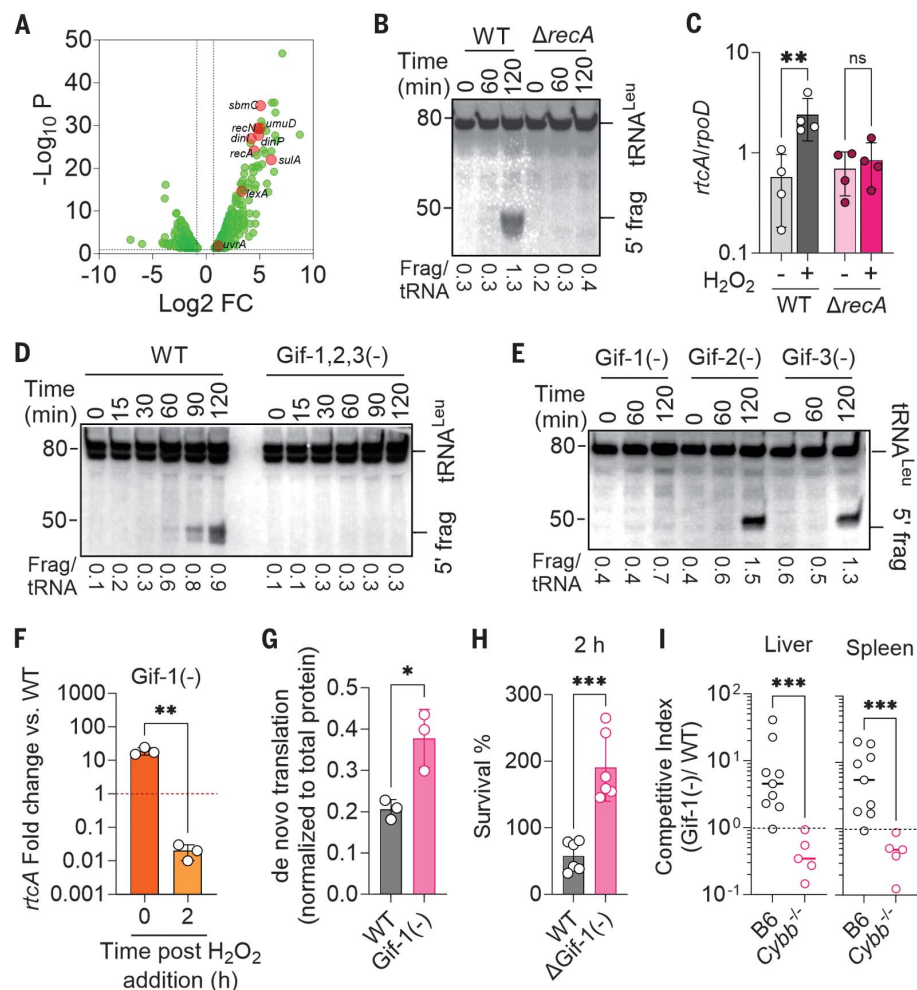 A
50
40
30
20
10
-Log10 P
sbmC
recN
umuD
dinI
dinP
recA
sulA
lexA
uvrA
-10 -5 0 5 10
Log2 FC
B
WT ΔrecA
Time (min)
0 60 120 0 60 120
80
50
tRNALeu
5' frag
Frag/tRNA
0.3 0.3 1.3 0.2 0.3 0.4
C
** ns
10
1
0.1
rtcA/rpoD
H2O2 - + - +
WT ΔrecA
D
WT Gif-1,2,3(-)
Time (min)
0 15 30 60 90 120 0 15 30 60 90 120
80
50
tRNALeu
5' frag
Frag/tRNA
0.1 0.2 0.3 0.6 0.8 0.9 0.1 0.1 0.3 0.3 0.3 0.3
E
Gif-1(-) Gif-2(-) Gif-3(-)
Time (min)
0 60 120 0 60 120 0 60 120
80
50
tRNALeu
5' frag
Frag/tRNA
0.4 0.4 0.7 0.4 0.6 1.5 0.6 0.5 1.3
F
Gif-1(-)
**
1000
100
10
1
0.1
0.01
0.001
rtcA Fold change vs. WT
0 2
Time post H2O2
addition (h)
G
*
0.5
0.4
0.3
0.2
0.1
0.0
de novo translation
(normalized to total protein)
WT
Gif-1(-)
H
2 h
***
300
200
100
0
Survival %
WT
ΔGif-1(-)
I
Liver Spleen
*** ***
10²
10¹
10⁰
10⁻¹
Competitive Index
(Gif-1(-)/ WT)
B6
Cybb-/-
B6
Cybb-/-